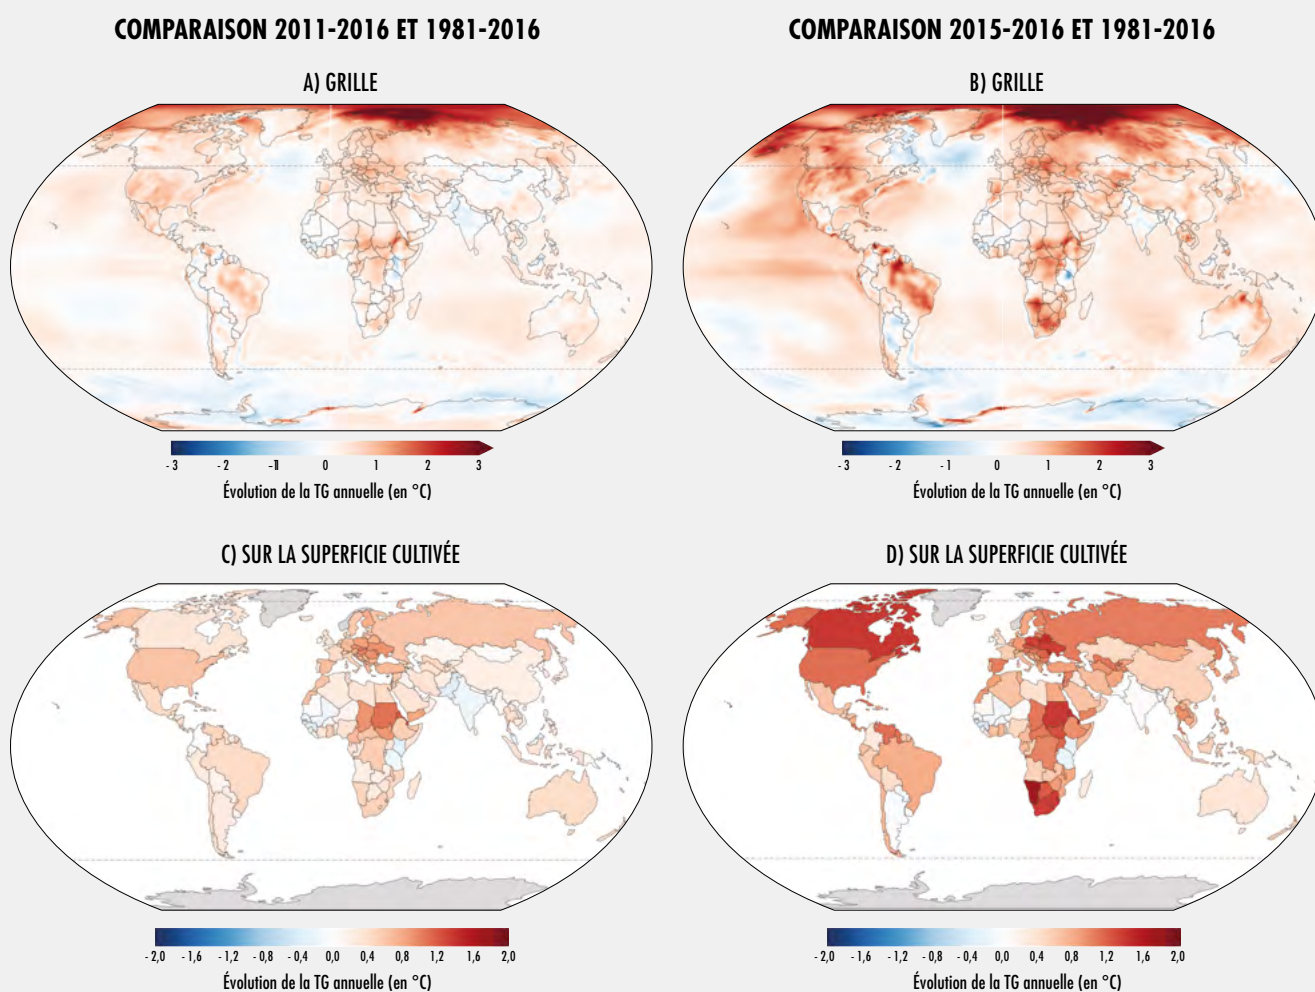 COMPARAISON 2011-2016 ET 1981-2016
COMPARAISON 2015-2016 ET 1981-2016
A) GRILLE
B) GRILLE
- 3 - 2 -1 0 1 2 3
- 3 - 2 - 1 0 1 2 3
Évolution de la TG annuelle (en °C)
Évolution de la TG annuelle (en °C)
C) SUR LA SUPERFICIE CULTIVÉE
D) SUR LA SUPERFICIE CULTIVÉE
- 2,0 - 1,6 - 1,2 - 0,8 - 0,4 0,0 0,4 0,8 1,2 1,6 2,0
- 2,0 - 1,6 - 1,2 - 0,8 - 0,4 0,0 0,4 0,8 1,2 1,6 2,0
Évolution de la TG annuelle (en °C)
Évolution de la TG annuelle (en °C)